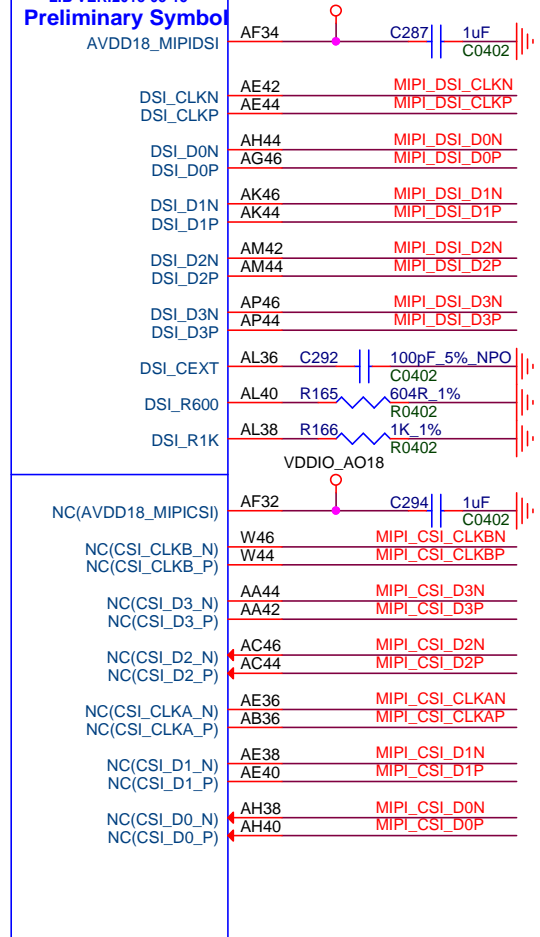 Preliminary Symbol
AVDD18_MIPIDSI AF34 C287 1uF
C0402
DSI_CLKN AE42 MIPI_DSI_CLKN
DSI_CLKP AE44 MIPI_DSI_CLKP
DSI_D0N AH44 MIPI_DSI_D0N
DSI_D0P AG46 MIPI_DSI_D0P
DSI_D1N AK46 MIPI_DSI_D1N
DSI_D1P AK44 MIPI_DSI_D1P
DSI_D2N AM42 MIPI_DSI_D2N
DSI_D2P AM44 MIPI_DSI_D2P
DSI_D3N AP46 MIPI_DSI_D3N
DSI_D3P AP44 MIPI_DSI_D3P
DSI_CEXT AL36 C292 100pF_5%_NPO
C0402
DSI_R600 AL40 R165 604R_1%
R0402
DSI_R1K AL38 R166 1K_1%
R0402
VDDIO_AO18
NC(AVDD18_MIPICSI) AF32 C294 1uF
C0402
NC(CSI_CLKB_N) W46 MIPI_CSI_CLKBN
NC(CSI_CLKB_P) W44 MIPI_CSI_CLKBP
NC(CSI_D3_N) AA44 MIPI_CSI_D3N
NC(CSI_D3_P) AA42 MIPI_CSI_D3P
NC(CSI_D2_N) AC46 MIPI_CSI_D2N
NC(CSI_D2_P) AC44 MIPI_CSI_D2P
NC(CSI_CLKA_N) AE36 MIPI_CSI_CLKAN
NC(CSI_CLKA_P) AB36 MIPI_CSI_CLKAP
NC(CSI_D1_N) AE38 MIPI_CSI_D1N
NC(CSI_D1_P) AE40 MIPI_CSI_D1P
NC(CSI_D0_N) AH38 MIPI_CSI_D0N
NC(CSI_D0_P) AH40 MIPI_CSI_D0P